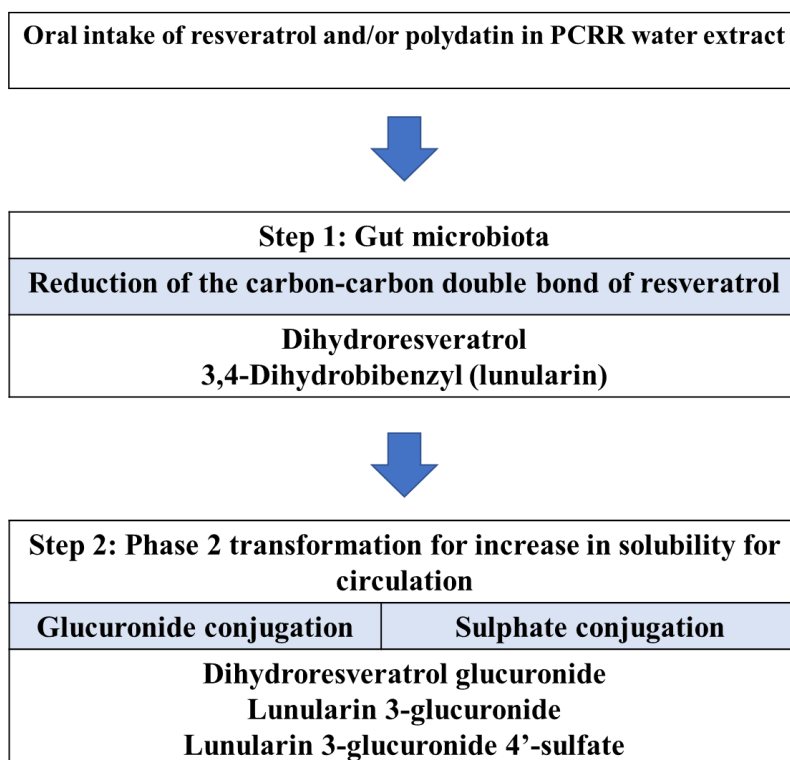 Oral intake of resveratrol and/or polydatin in PCRR water extract
Step 1: Gut microbiota
Reduction of the carbon-carbon double bond of resveratrol
Dihydroresveratrol
3,4-Dihydrobibenzyl (lunularin)
Step 2: Phase 2 transformation for increase in solubility for
circulation
Glucuronide conjugation
Sulphate conjugation
Dihydroresveratrol glucuronide
Lunularin 3-glucuronide
Lunularin 3-glucuronide 4’-sulfate